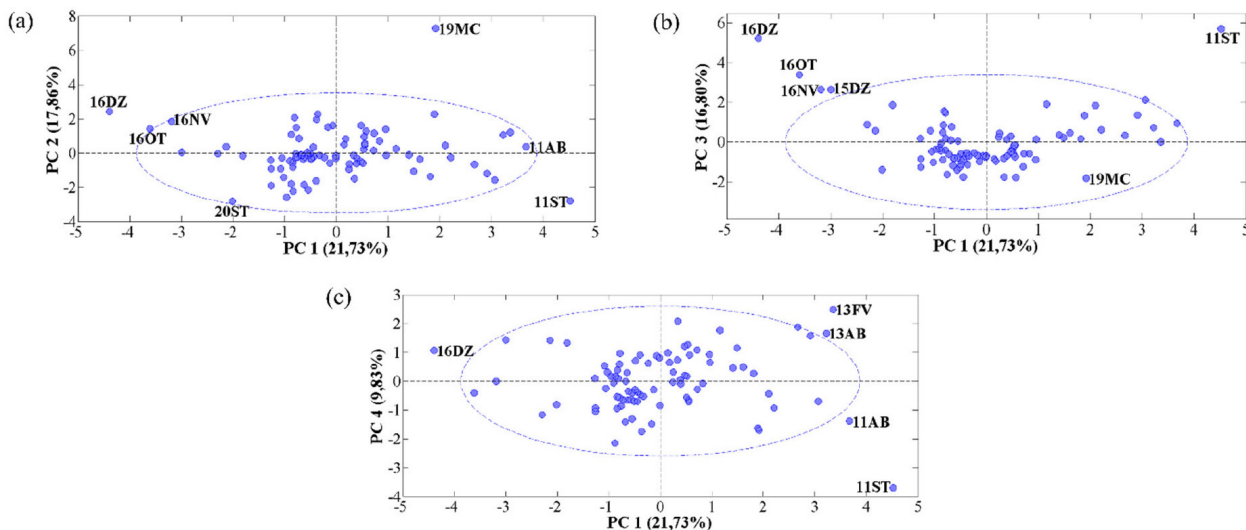 (a)
8
6
4
2
0
-2
-4
PC 2 (17,86%)
19MC
16DZ
16NV
16OT
11AB
20ST
11ST
-5 -4 -3 -2 -1 0 1 2 3 4 5
PC 1 (21,73%)
(b)
6
4
2
0
-2
PC 3 (16,80%)
16DZ
11ST
16OT
16NV
15DZ
19MC
-5 -4 -3 -2 -1 0 1 2 3 4 5
PC 1 (21,73%)
(c)
3
2
1
0
-1
-2
-3
-4
PC 4 (9,83%)
13FV
13AB
16DZ
11AB
11ST
-5 -4 -3 -2 -1 0 1 2 3 4 5
PC 1 (21,73%)